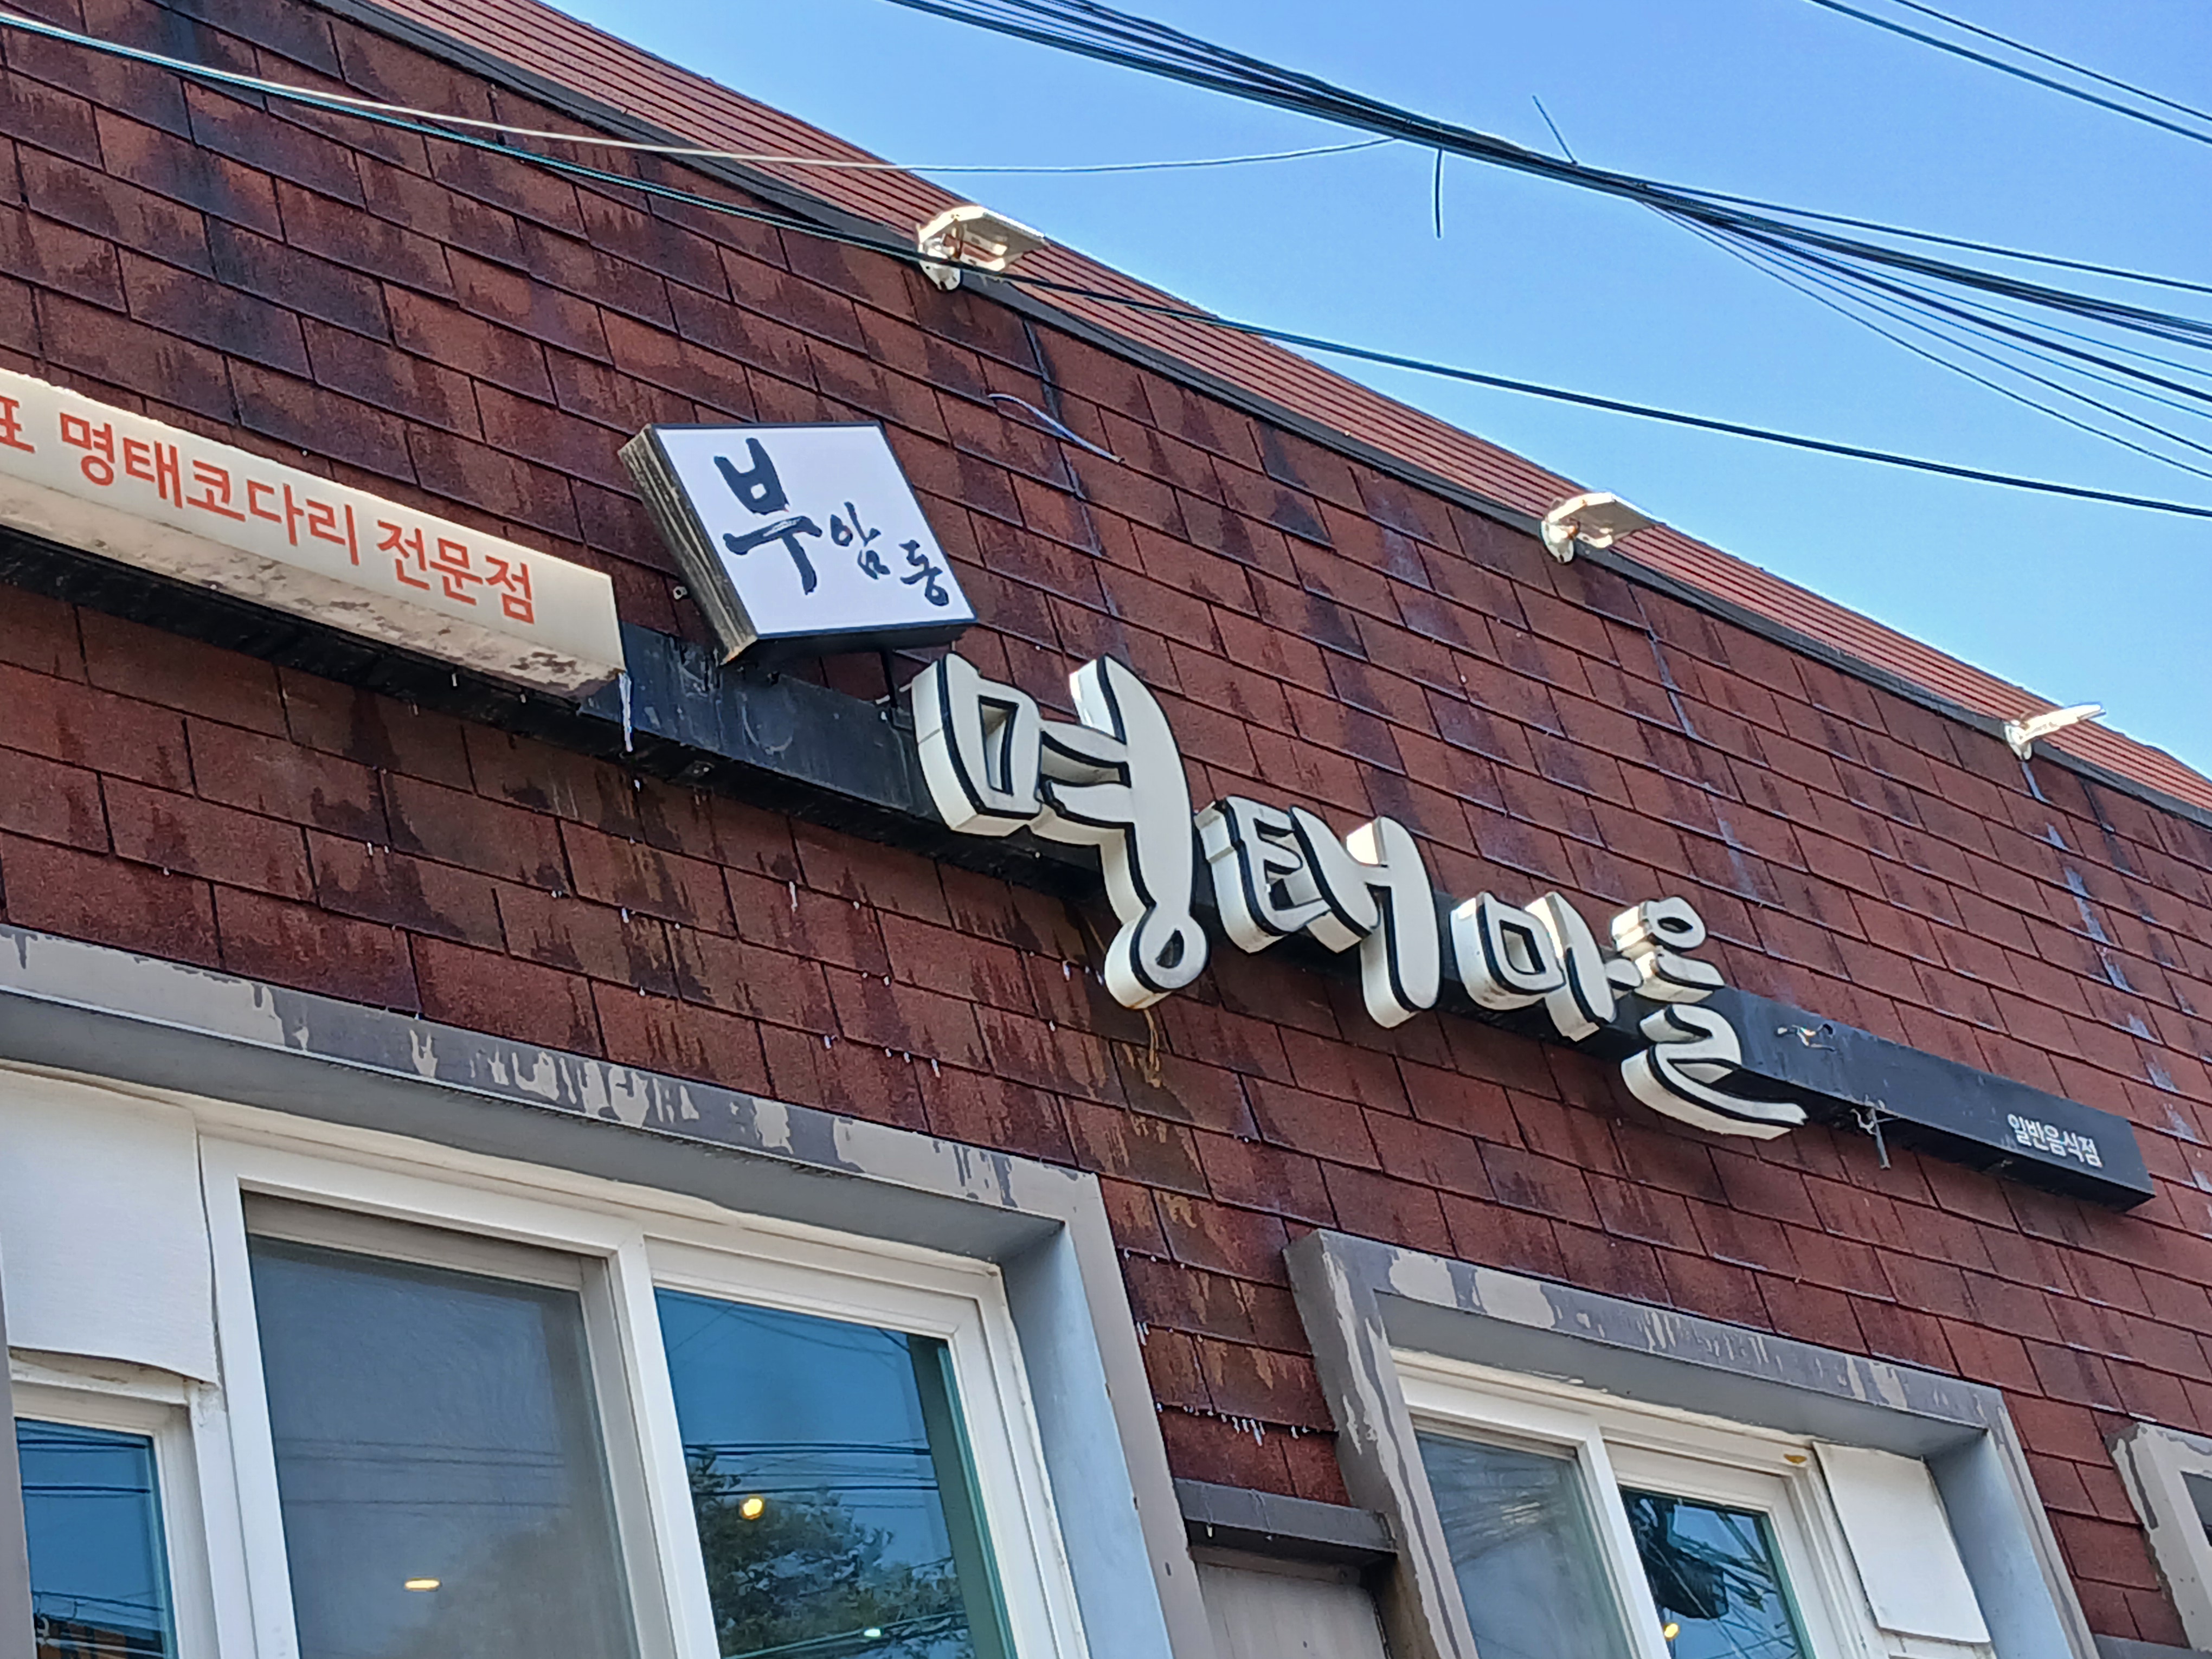 표 명태코다리 전문점
부암동
명태마을
일반음식점